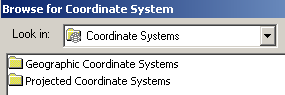 Browse for Coordinate System
Look in: Coordinate Systems
Geographic Coordinate Systems
Projected Coordinate Systems